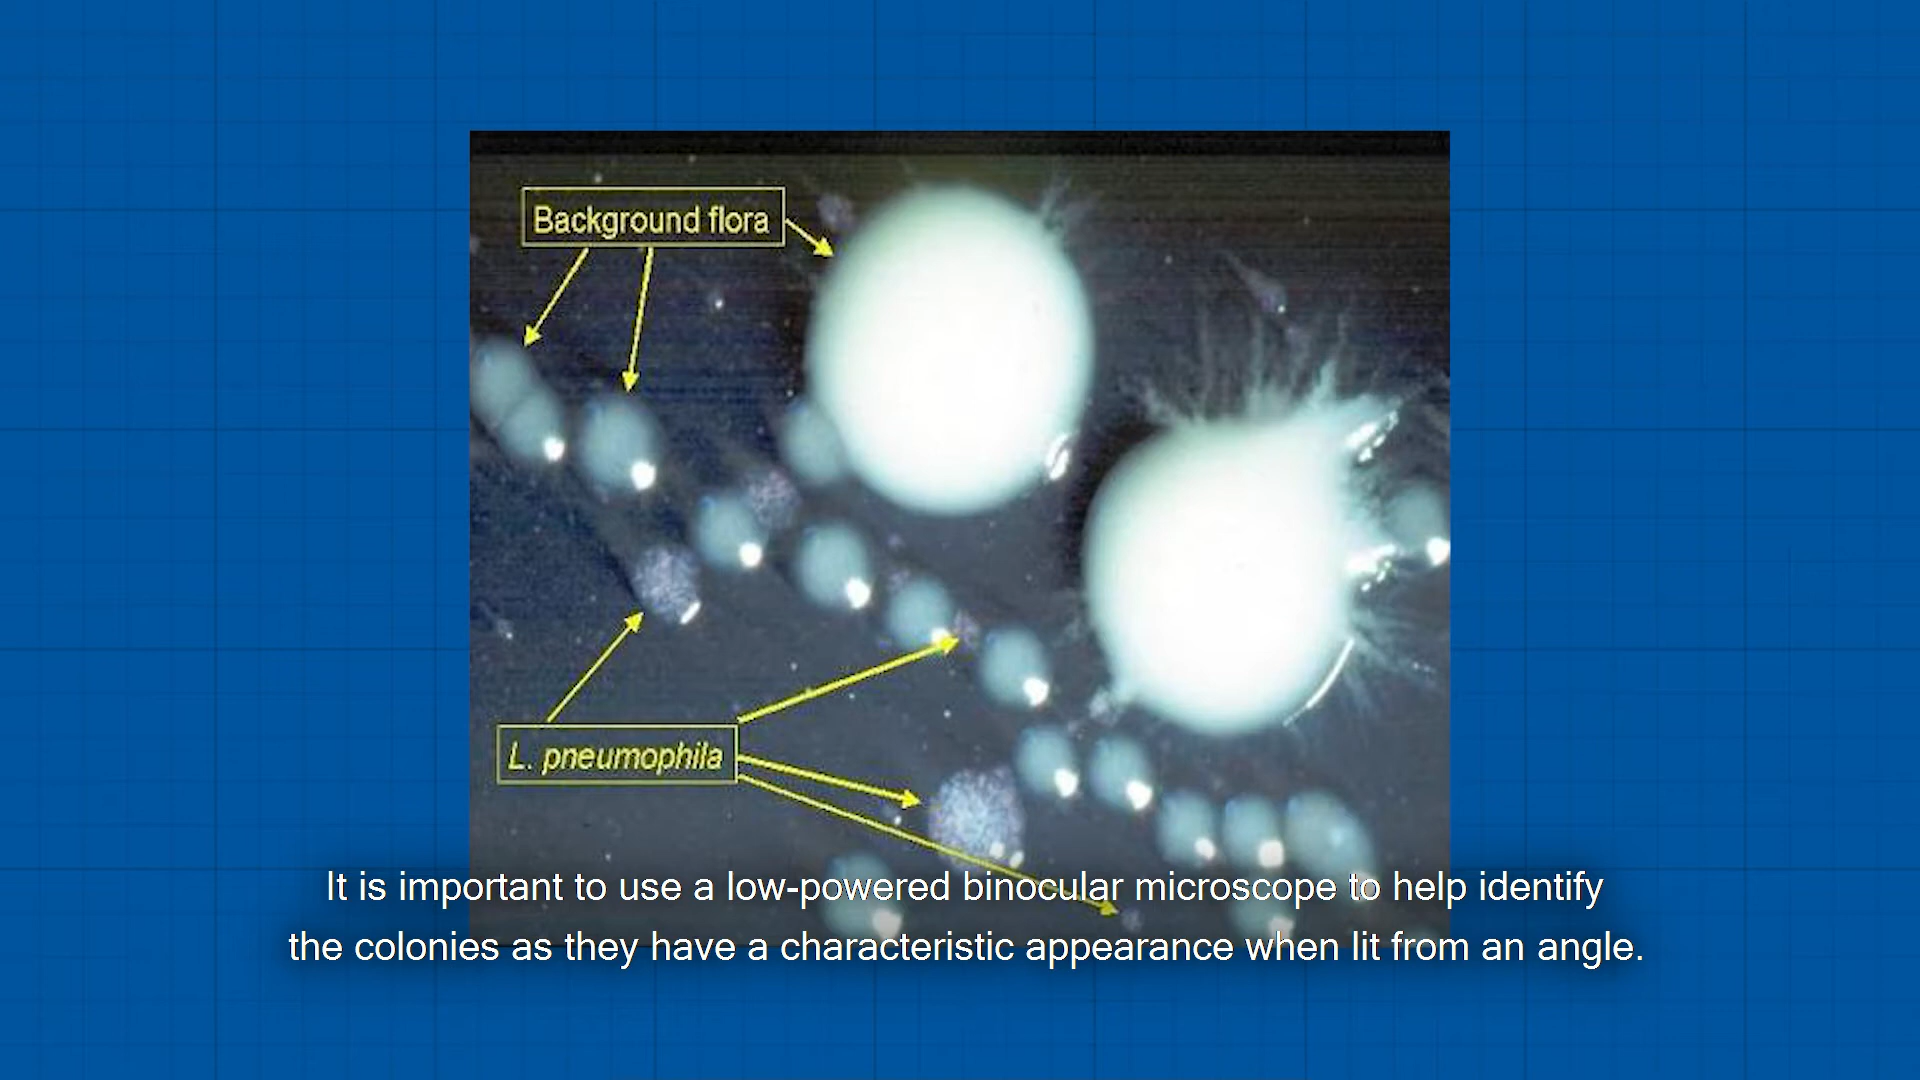 Background flora
L. pneumophila
It is important to use a low-powered binocular microscope to help identify
the colonies as they have a characteristic appearance when lit from an angle.